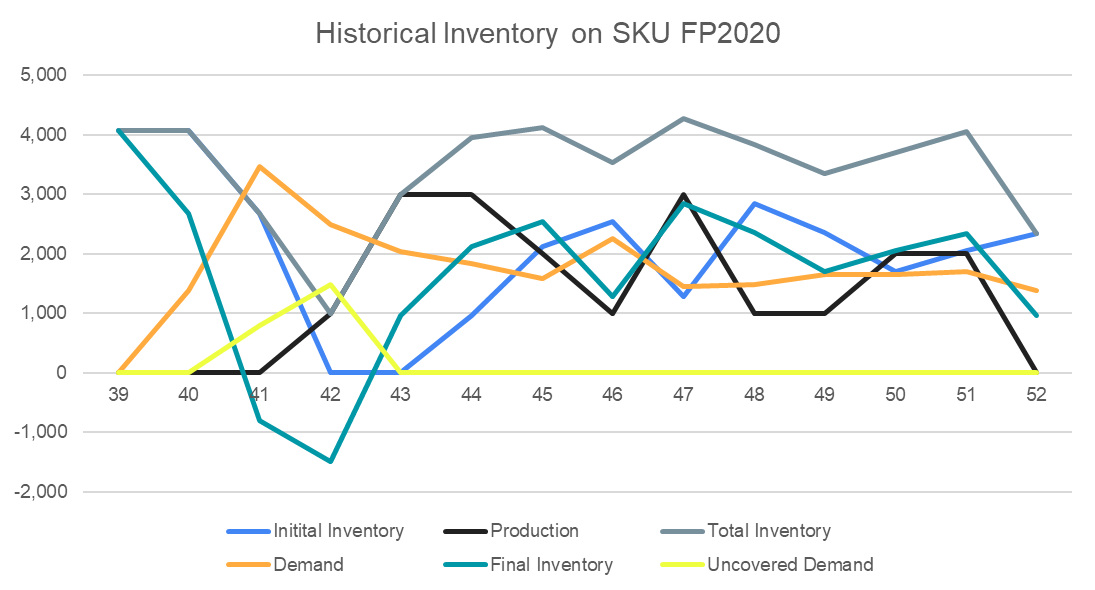 Historical Inventory on SKU FP2020
5,000
4,000
3,000
2,000
1,000
0
39 40 41 42 43 44 45 46 47 48 49 50 51 52
-1,000
-2,000
Initital Inventory Production Total Inventory
Demand Final Inventory Uncovered Demand